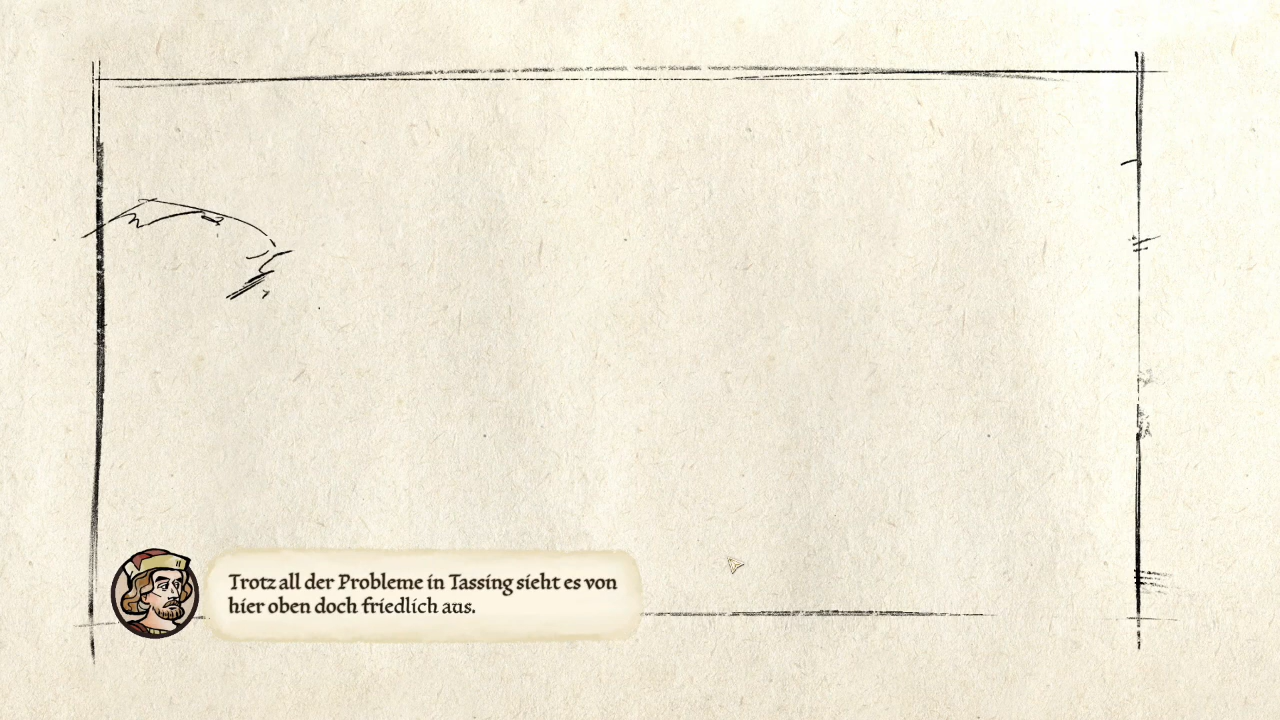 Trotz all der Probleme in Tassing sieht es von
hier oben doch friedlich aus.